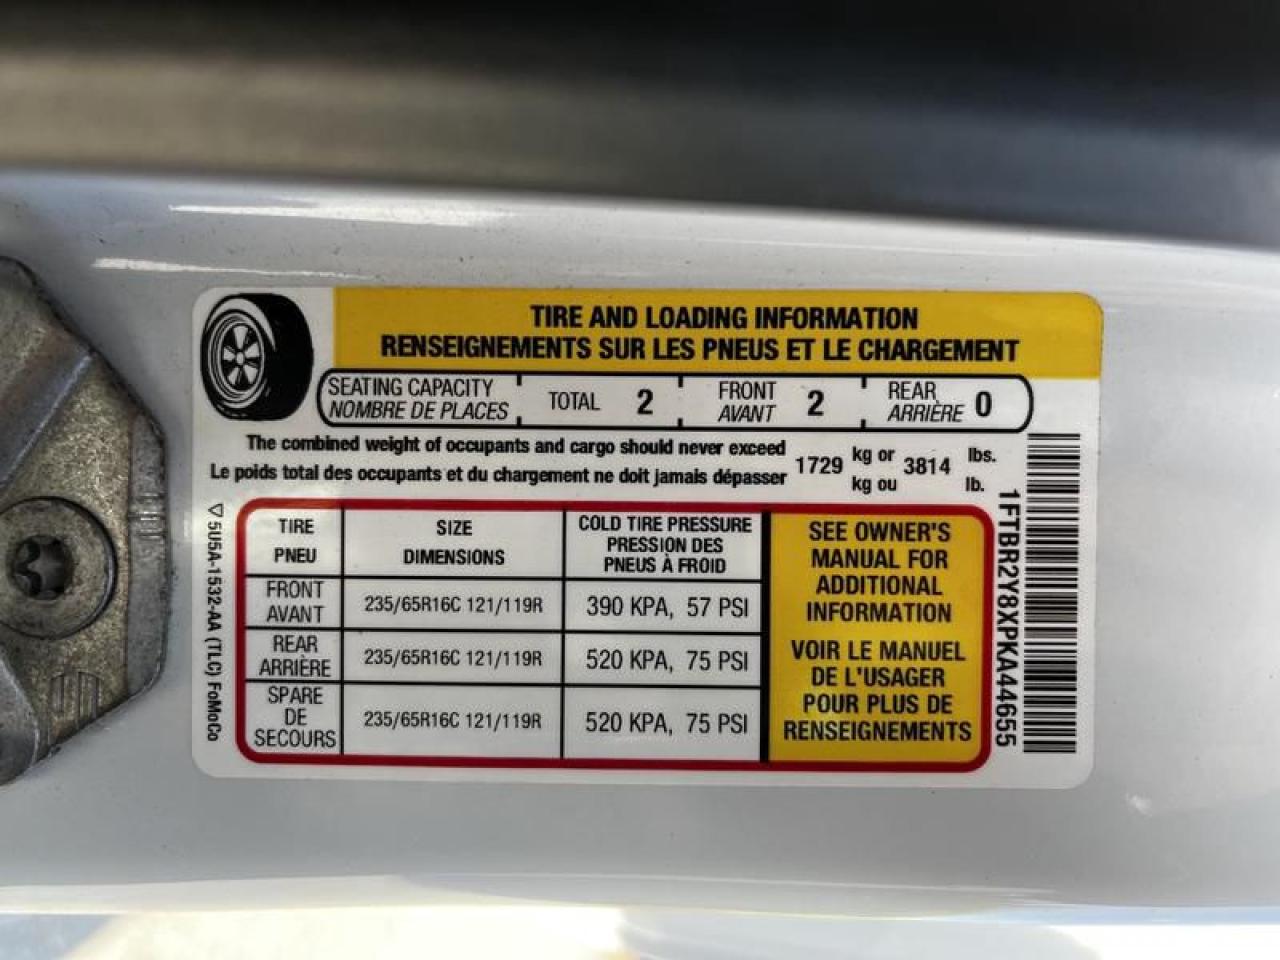 TIRE AND LOADING INFORMATION
RENSEIGNEMENTS SUR LES PNEUS ET LE CHARGEMENT
SEATING CAPACITY
NOMBRE DE PLACES
TOTAL 2
FRONT
AVANT 2
REAR
ARRIÈRE 0
The combined weight of occupants and cargo should never exceed
Le poids total des occupants et du chargement ne doit jamais dépasser
1729 kg or 3814 lbs.
kg ou lb.
TIRE
PNEU
SIZE
DIMENSIONS
COLD TIRE PRESSURE
PRESSION DES
PNEUS À FROID
FRONT
AVANT
235/65R16C 121/119R
390 KPA, 57 PSI
REAR
ARRIÈRE
235/65R16C 121/119R
520 KPA, 75 PSI
SPARE
DE
SECOURS
235/65R16C 121/119R
520 KPA, 75 PSI
SEE OWNER'S
MANUAL FOR
ADDITIONAL
INFORMATION
VOIR LE MANUEL
DE L'USAGER
POUR PLUS DE
RENSEIGNEMENTS
5U5A-1532-AA (TLC) FoMoCo
1FTBR2Y8XPKA44655